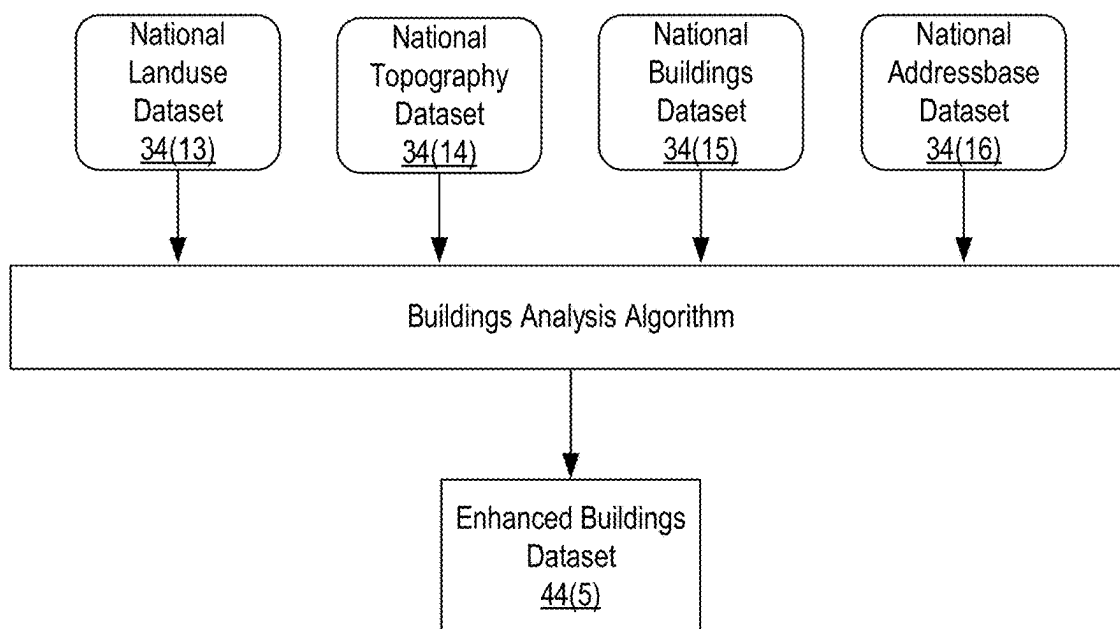 National
Landuse
Dataset
34(13)
National
Topography
Dataset
34(14)
National
Buildings
Dataset
34(15)
National
Addressbase
Dataset
34(16)
Buildings Analysis Algorithm
Enhanced Buildings
Dataset
44(5)